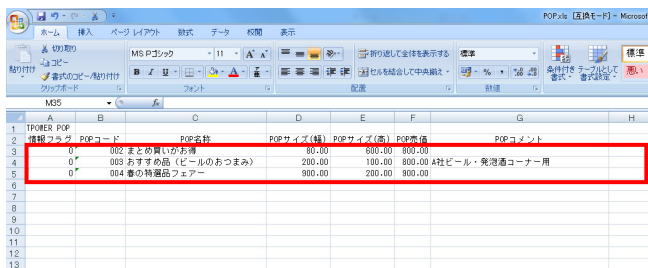 POP.xls [互換モード] - Microsoft
ホーム 挿入 ページ レイアウト 数式 データ 校閲 表示
切り取り
コピー
書式のコピー/貼り付け
貼り付け
クリップボード
MS Pゴシック 11
B I U
フォント
折り返して全体を表示する
セルを結合して中央揃え
配置
標準
数値
条件付き書式
テーブルとして書式設定
標準
悪い
M35 fx
A B C D E F G H
1 TPOWER POP
2 情報フラグ POPコード POP名称 POPサイズ(幅) POPサイズ(高) POP売価 POPコメント
3 0 002 まとめ買いがお得 80.00 600.00 800.00
4 0 003 おすすめ品(ビールのおつまみ) 200.00 100.00 800.00 A社ビール・発泡酒コーナー用
5 0 004 春の特選品フェアー 900.00 200.00 900.00
6
7
8
9
10
11
12
13